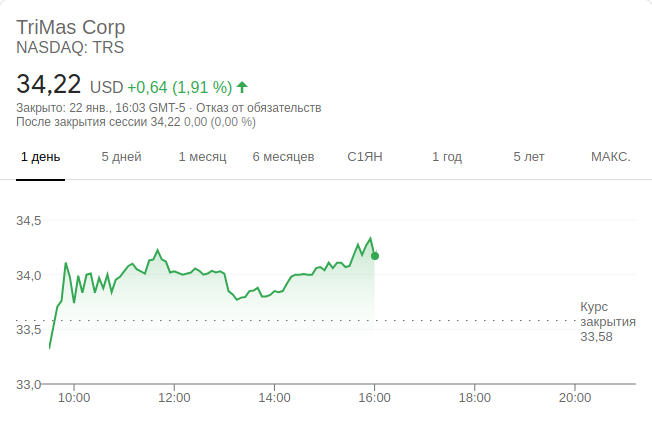 TriMas Corp
NASDAQ: TRS
34,22 USD +0,64 (1,91 %)
Закрыто: 22 янв., 16:03 GMT-5 · Отказ от обязательств
После закрытия сессии 34,22 0,00 (0,00 %)
1 день 5 дней 1 месяц 6 месяцев С1ЯН 1 год 5 лет МАКС.
34,5
34,0
33,5
33,0
Курс
закрытия
33,58
10:00 12:00 14:00 16:00 18:00 20:00